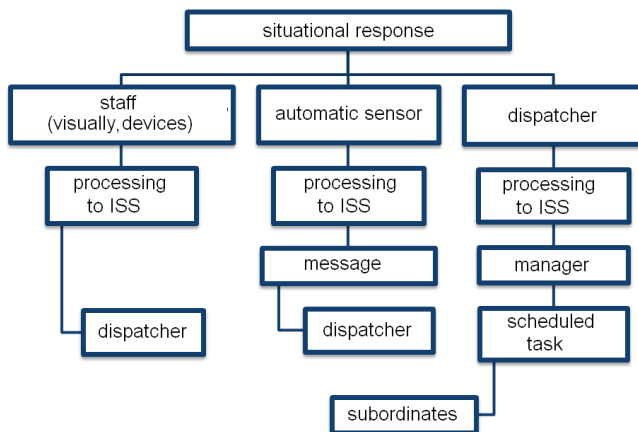 situational response
staff
(visually, devices)
automatic sensor
dispatcher
processing
to ISS
processing
to ISS
processing
to ISS
message
manager
dispatcher
dispatcher
scheduled
task
subordinates